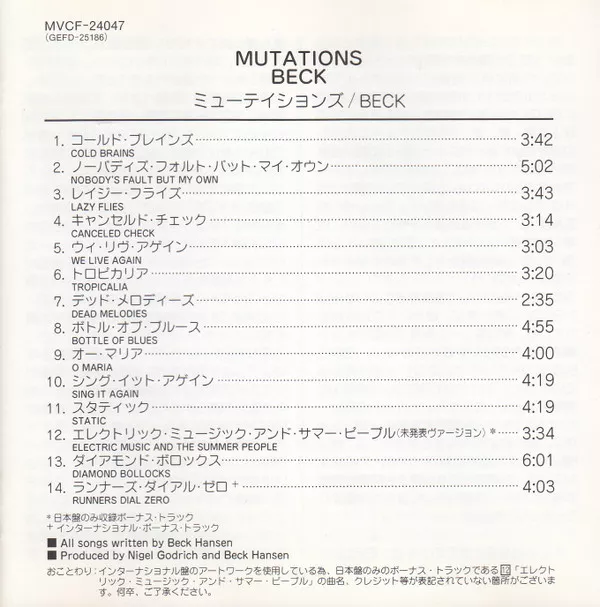 MVCF-24047
(GEFD-25186)
MUTATIONS
BECK
ミューテイションズ / BECK
1. コールド・ブレインズ 3:42
COLD BRAINS
2. ノーバディズ・フォルト・バット・マイ・オウン 5:02
NOBODY'S FAULT BUT MY OWN
3. レイジー・フライズ 3:43
LAZY FLIES
4. キャンセルド・チェック 3:14
CANCELED CHECK
5. ウィ・リヴ・アゲイン 3:03
WE LIVE AGAIN
6. トロピカリア 3:20
TROPICALIA
7. デッド・メロディーズ 2:35
DEAD MELODIES
8. ボトル・オブ・ブルース 4:55
BOTTLE OF BLUES
9. オー・マリア 4:00
O MARIA
10. シング・イット・アゲイン 4:19
SING IT AGAIN
11. スタティック 4:19
STATIC
12. エレクトリック・ミュージック・アンド・サマー・ピープル(未発表ヴァージョン)* 3:34
ELECTRIC MUSIC AND THE SUMMER PEOPLE
13. ダイアモンド・ボロックス 6:01
DIAMOND BOLLOCKS
14. ランナーズ・ダイアル・ゼロ + 4:03
RUNNERS DIAL ZERO
* 日本盤のみ収録ボーナス・トラック
+ インターナショナル・ボーナス・トラック
■ All songs written by Beck Hansen
■ Produced by Nigel Godrich and Beck Hansen
おことわり:インターナショナル盤のアートワークを使用している為、日本盤のみのボーナス・トラックである12「エレクト
リック・ミュージック・アンド・サマー・ピープル」の曲名、クレジット等が表記されていない箇所がございま
す。何卒、ご了承ください。